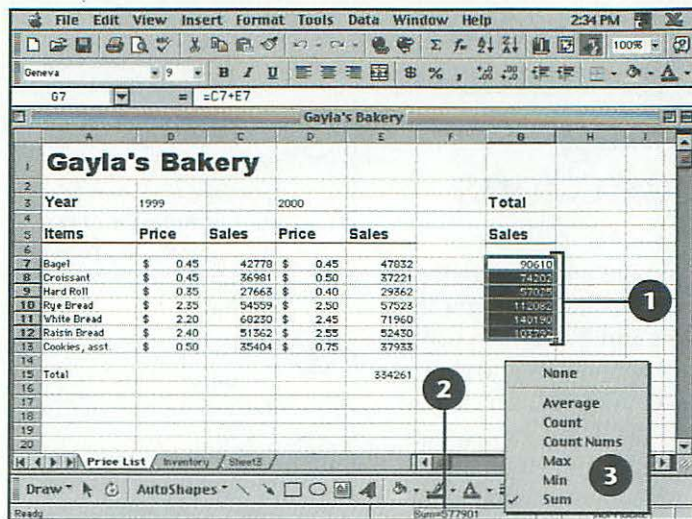 File Edit View Insert Format Tools Data Window Help 2:34 PM
100%
Geneva 9 B I U $ % ,
G7 = =C7+E7
Gayla's Bakery
A B C D E F G H I
1 Gayla's Bakery
2
3 Year 1999 2000 Total
4
5 Items Price Sales Price Sales Sales
6
7 Bagel $ 0.45 42778 $ 0.45 47832 90610
8 Croissant $ 0.45 36981 $ 0.50 37221 74202
9 Hard Roll $ 0.35 27663 $ 0.40 29362 57025
10 Rye Bread $ 2.35 54559 $ 2.50 57523 112082
11 White Bread $ 2.20 68230 $ 2.45 71960 140190
12 Raisin Bread $ 2.40 51362 $ 2.55 52430 103792
13 Cookies, asst. $ 0.50 35404 $ 0.75 37933
14
15 Total 334261
16
17
18
19
20
1
2
3
None
Average
Count
Count Nums
Max
Min
Sum
Price List Inventory Sheet3
Draw AutoShapes
Ready Sum=577901